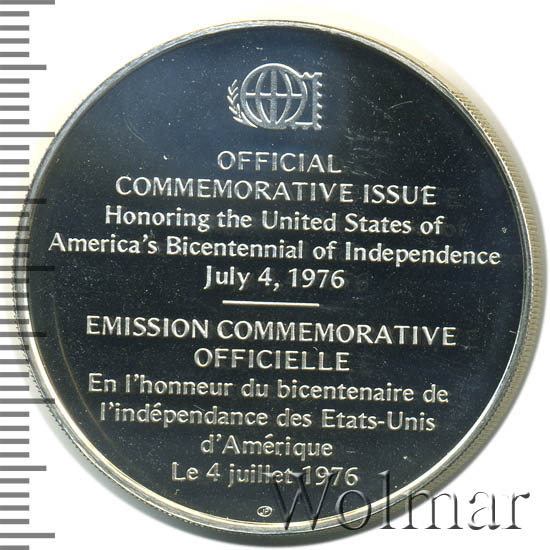 OFFICIAL
COMMEMORATIVE ISSUE
Honoring the United States of
America's Bicentennial of Independence
July 4, 1976
EMISSION COMMEMORATIVE
OFFICIELLE
En l'honneur du bicentenaire de
l'indépendance des Etats-Unis
d'Amérique
Le 4 juillet 1976
Wolmar